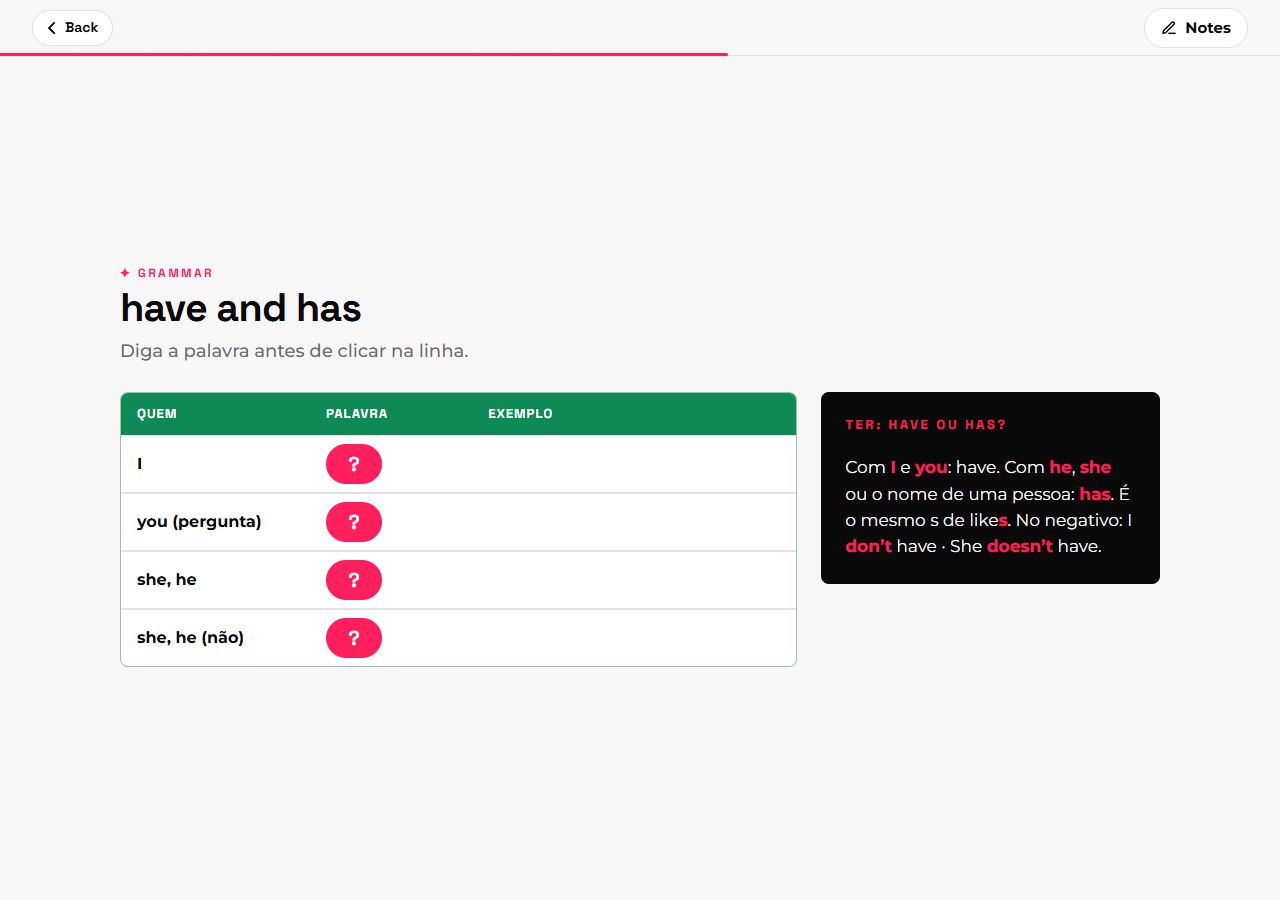 Back
Notes
✦ GRAMMAR
have and has
Diga a palavra antes de clicar na linha.
QUEM PALAVRA EXEMPLO
I ?
you (pergunta) ?
she, he ?
she, he (não) ?
TER: HAVE OU HAS?
Com I e you: have. Com he, she
ou o nome de uma pessoa: has. É
o mesmo s de likes. No negativo: I
don't have · She doesn't have.